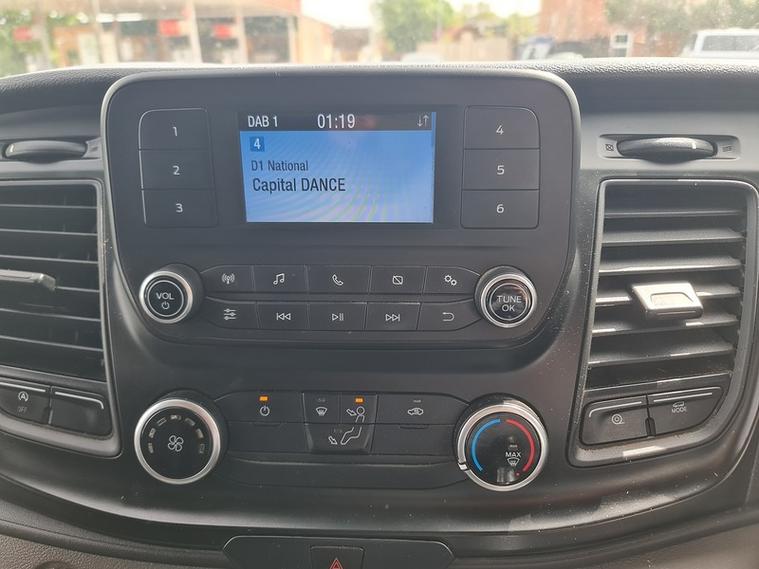 DAB 1 01:19
4
D1 National
Capital DANCE
1
2
3
4
5
6
VOL
TUNE
OK
OFF
MAX
MODE